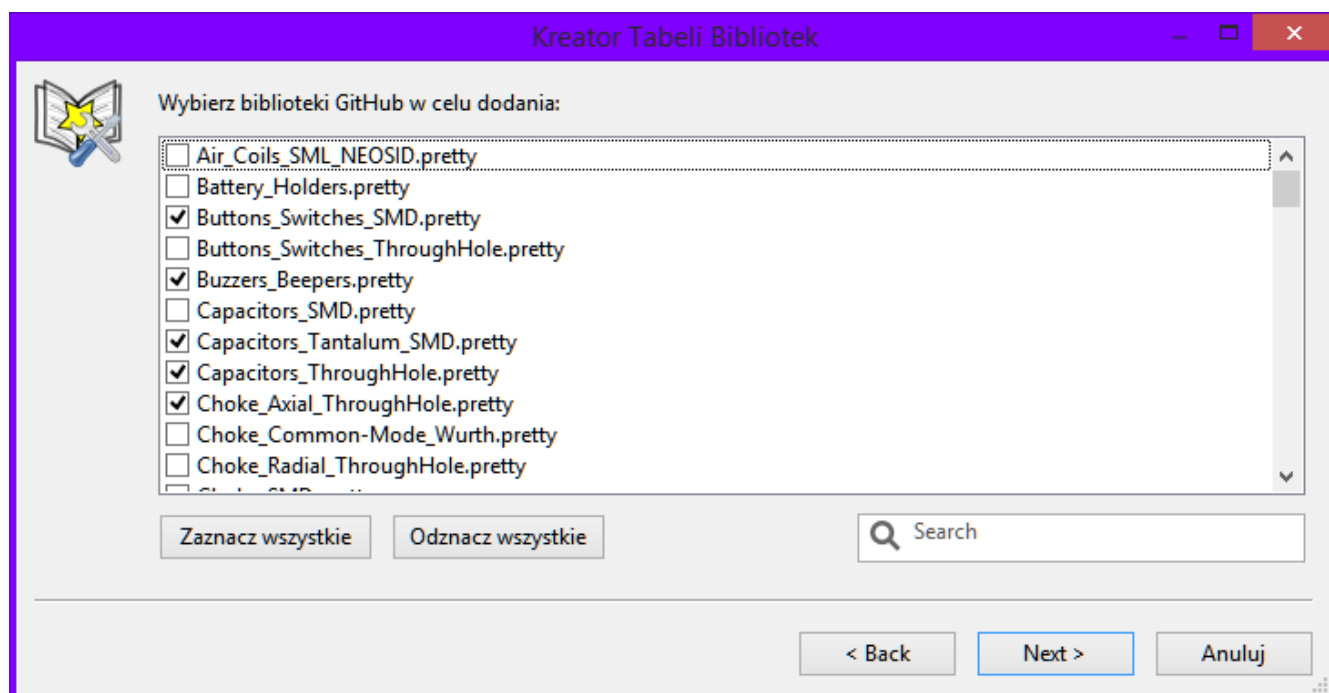 Kreator Tabeli Bibliotek
Wybierz biblioteki GitHub w celu dodania:
Air_Coils_SML_NEOSID.pretty
Battery_Holders.pretty
Buttons_Switches_SMD.pretty
Buttons_Switches_ThroughHole.pretty
Buzzers_Beepers.pretty
Capacitors_SMD.pretty
Capacitors_Tantalum_SMD.pretty
Capacitors_ThroughHole.pretty
Choke_Axial_ThroughHole.pretty
Choke_Common-Mode_Wurth.pretty
Choke_Radial_ThroughHole.pretty
Zaznacz wszystkie Odznacz wszystkie Search
< Back Next > Anuluj